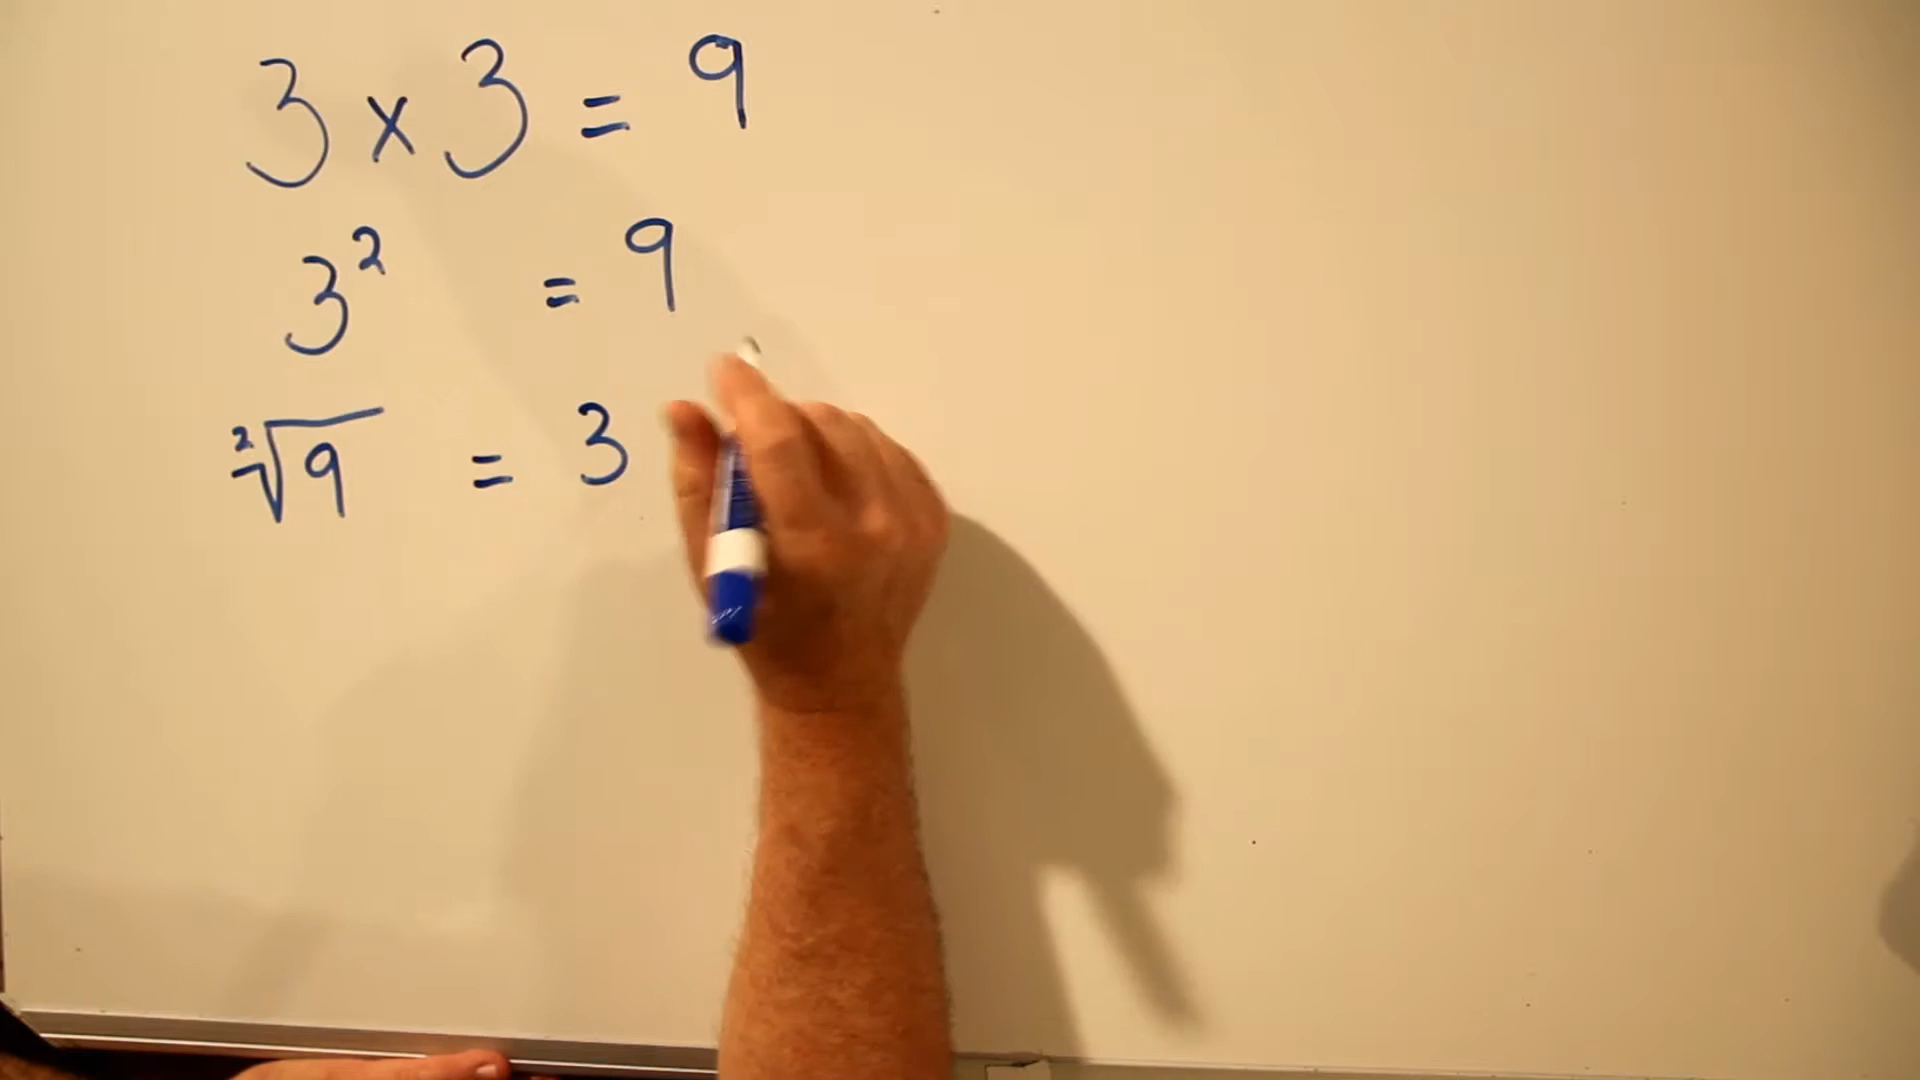 3 × 3 = 9
3² = 9
²√9 = 3